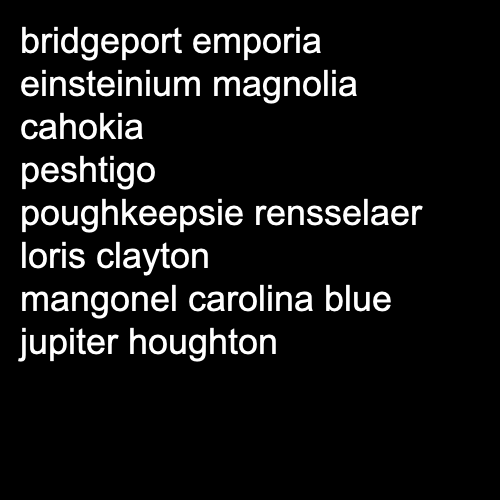 bridgeport emporia
einsteinium magnolia
cahokia
peshtigo
poughkeepsie rensselaer
loris clayton
mangonel carolina blue
jupiter houghton